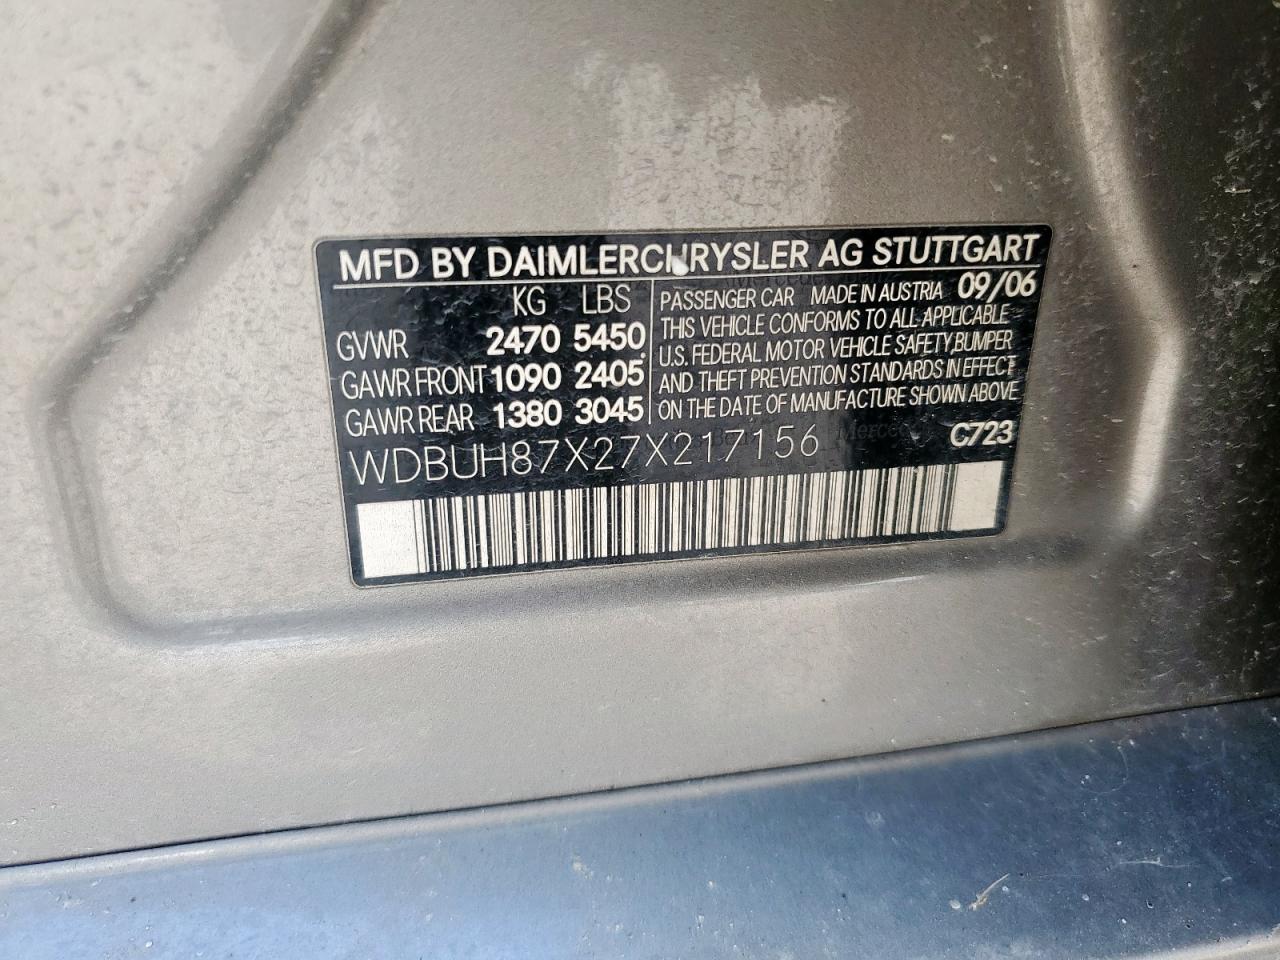 MFD BY DAIMLERCHRYSLER AG STUTTGART
KG LBS
GVWR 2470 5450
GAWR FRONT 1090 2405
GAWR REAR 1380 3045
PASSENGER CAR MADE IN AUSTRIA 09/06
THIS VEHICLE CONFORMS TO ALL APPLICABLE
U.S. FEDERAL MOTOR VEHICLE SAFETY,BUMPER
AND THEFT PREVENTION STANDARDS IN EFFECT
ON THE DATE OF MANUFACTURE SHOWN ABOVE
WDBUH87X27X217156 C723